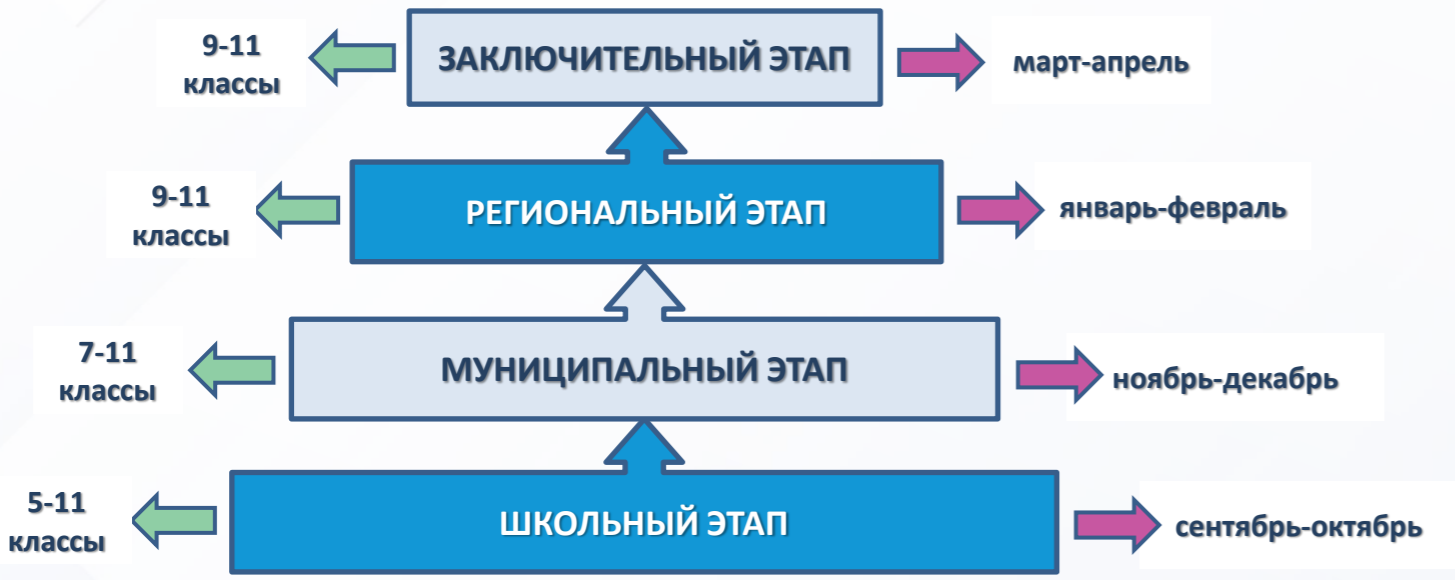 9-11
классы
ЗАКЛЮЧИТЕЛЬНЫЙ ЭТАП
март-апрель
9-11
классы
РЕГИОНАЛЬНЫЙ ЭТАП
январь-февраль
7-11
классы
МУНИЦИПАЛЬНЫЙ ЭТАП
ноябрь-декабрь
5-11
классы
ШКОЛЬНЫЙ ЭТАП
сентябрь-октябрь